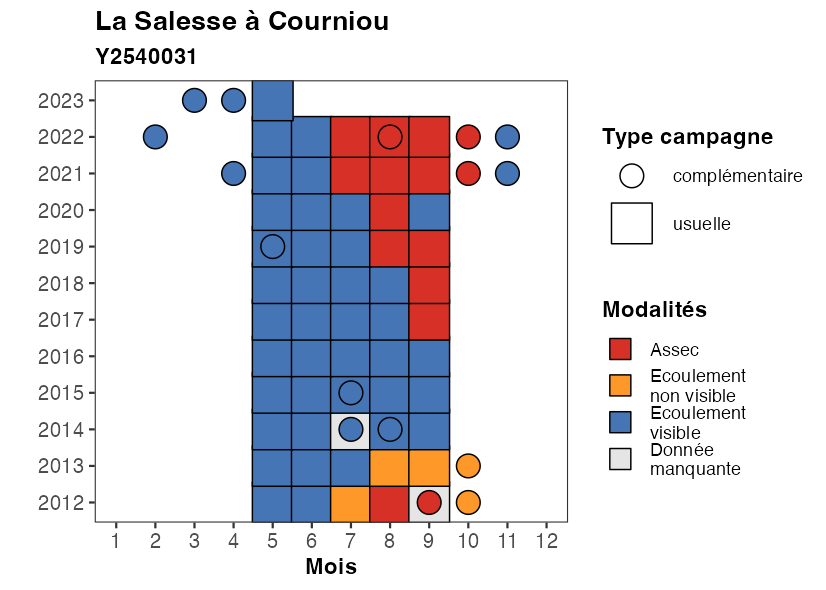 La Salesse à Courniou
Y2540031
2023
2022
2021
2020
2019
2018
2017
2016
2015
2014
2013
2012
1 2 3 4 5 6 7 8 9 10 11 12
Mois
Type campagne
complémentaire
usuelle
Modalités
Assec
Ecoulement
non visible
Ecoulement
visible
Donnée
manquante